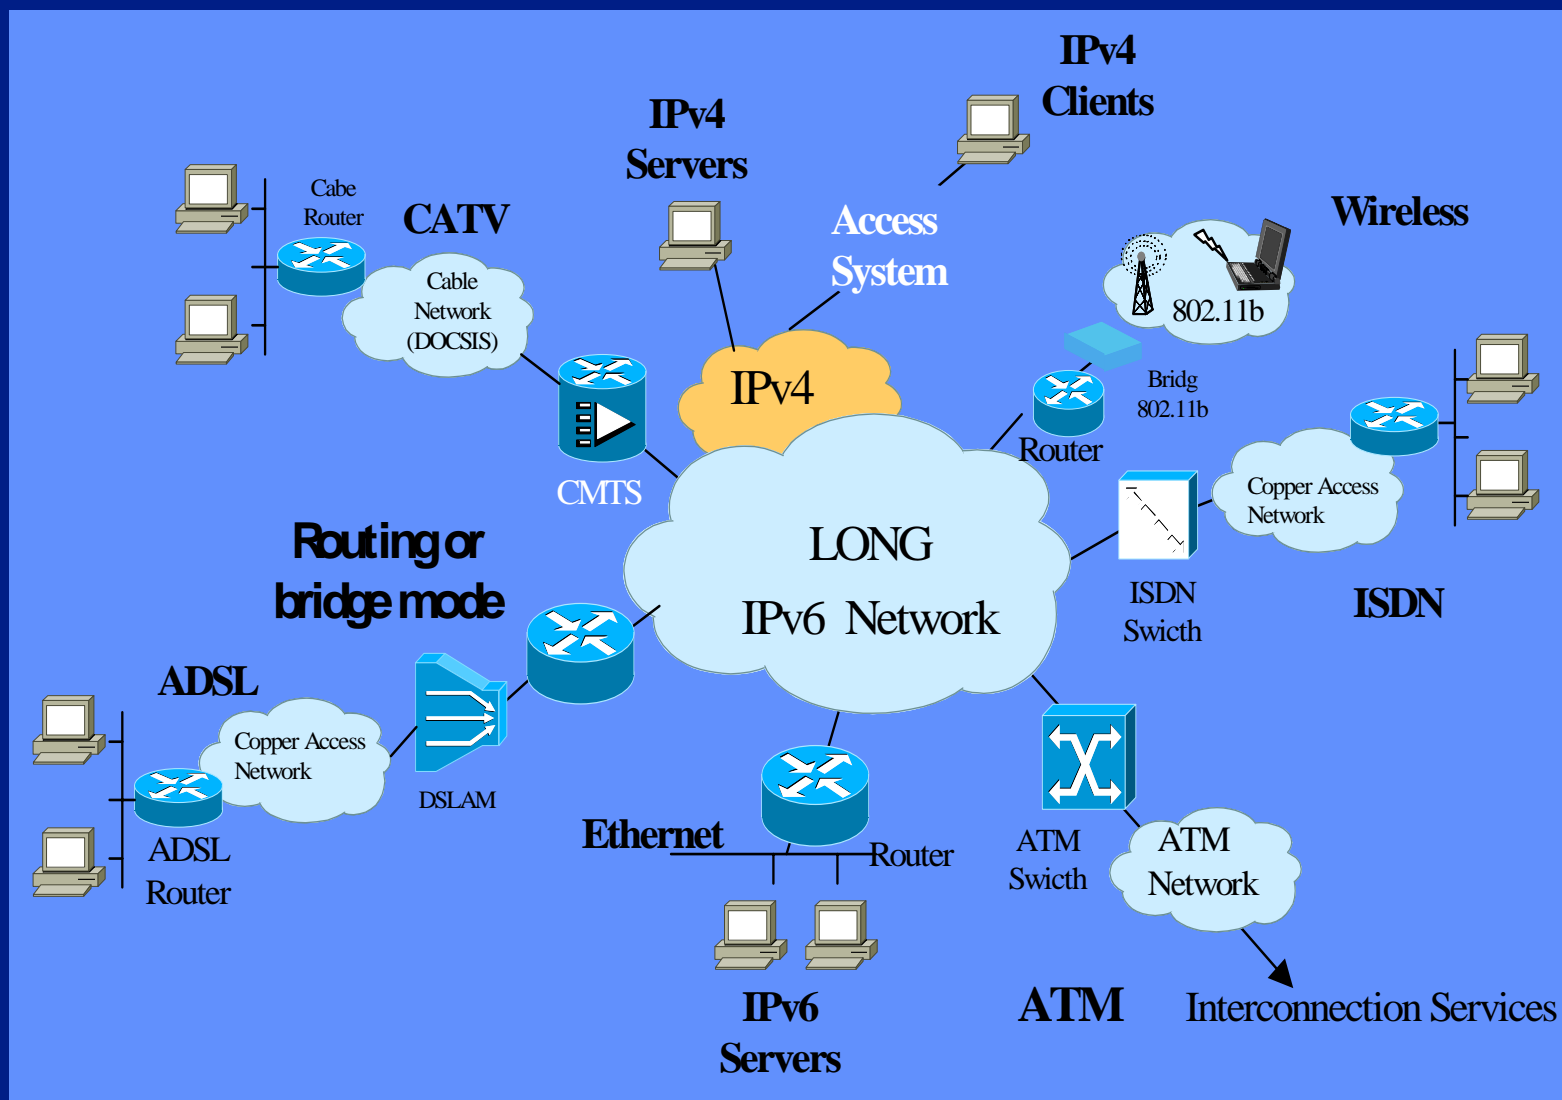 IPv4
Clients
IPv4
Servers
Cabe
Router
CATV
Access
System
Wireless
Cable
Network
(DOCSIS)
802.11b
IPv4
Bridg
802.11b
Router
CMTS
Copper Access
Network
LONG
IPv6 Network
Routing or
bridge mode
ISDN
Swicth
ISDN
ADSL
Copper Access
Network
DSLAM
ADSL
Router
Ethernet
Router
ATM
Swicth
ATM
Network
IPv6
Servers
ATM
Interconnection Services